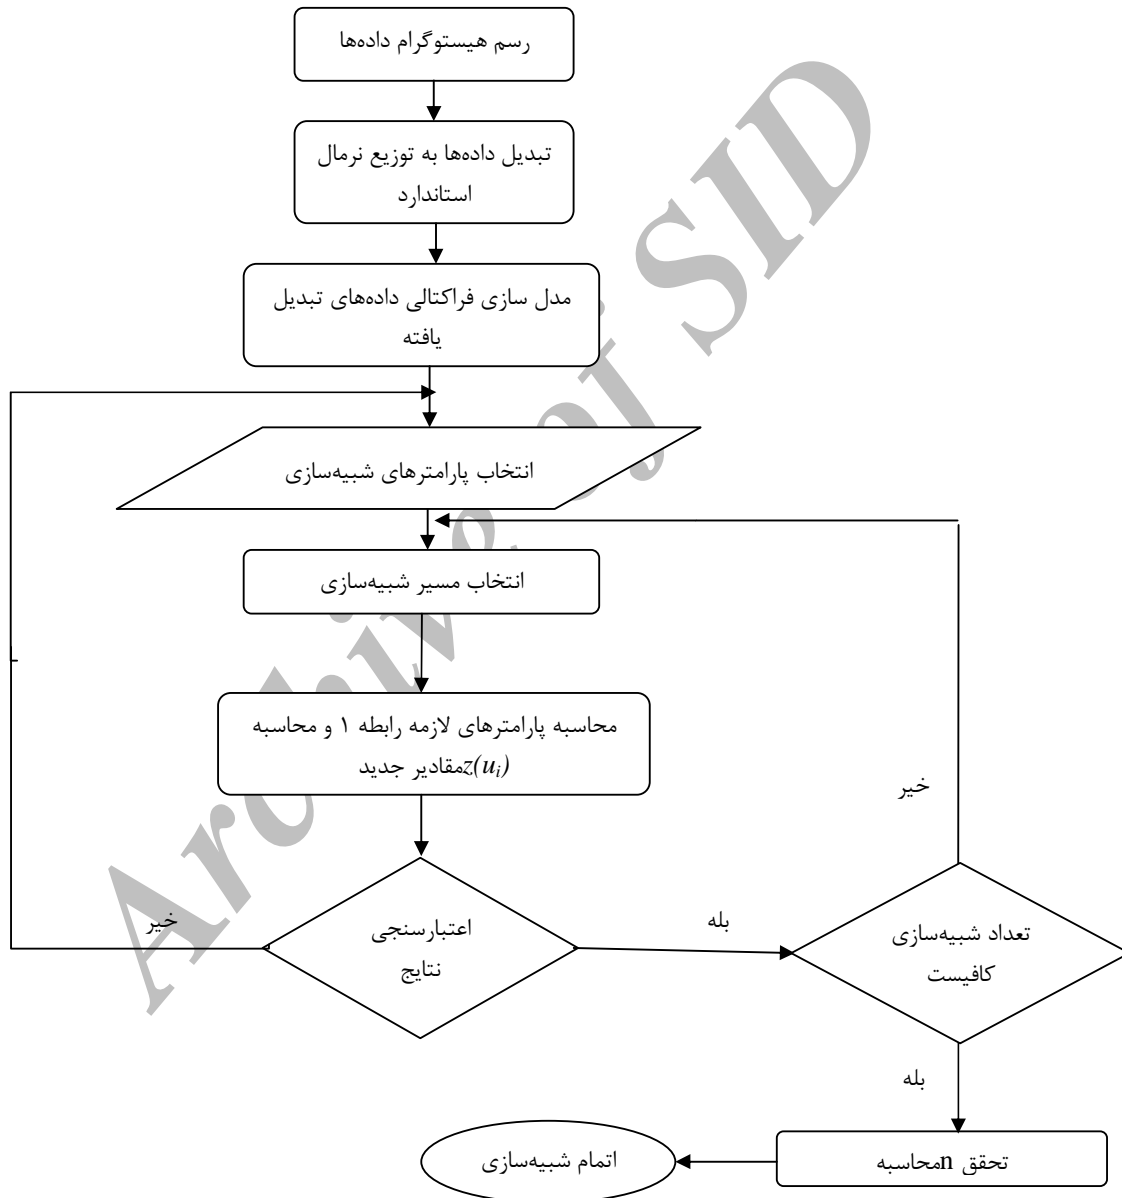 رسم هیستوگرام داده‌ها
تبدیل داده‌ها به توزیع نرمال
استاندارد
مدل سازی فراکتالی داده‌های تبدیل
یافته
انتخاب پارامترهای شبیه‌سازی
انتخاب مسیر شبیه‌سازی
محاسبه پارامترهای لازمه رابطه ۱ و محاسبه
مقادیر جدید z(uᵢ)
خیر
اعتبارسنجی
نتایج
خیر
بله
تعداد شبیه‌سازی
کافیست
بله
محاسبه n تحقق
اتمام شبیه‌سازی
Archive of SID